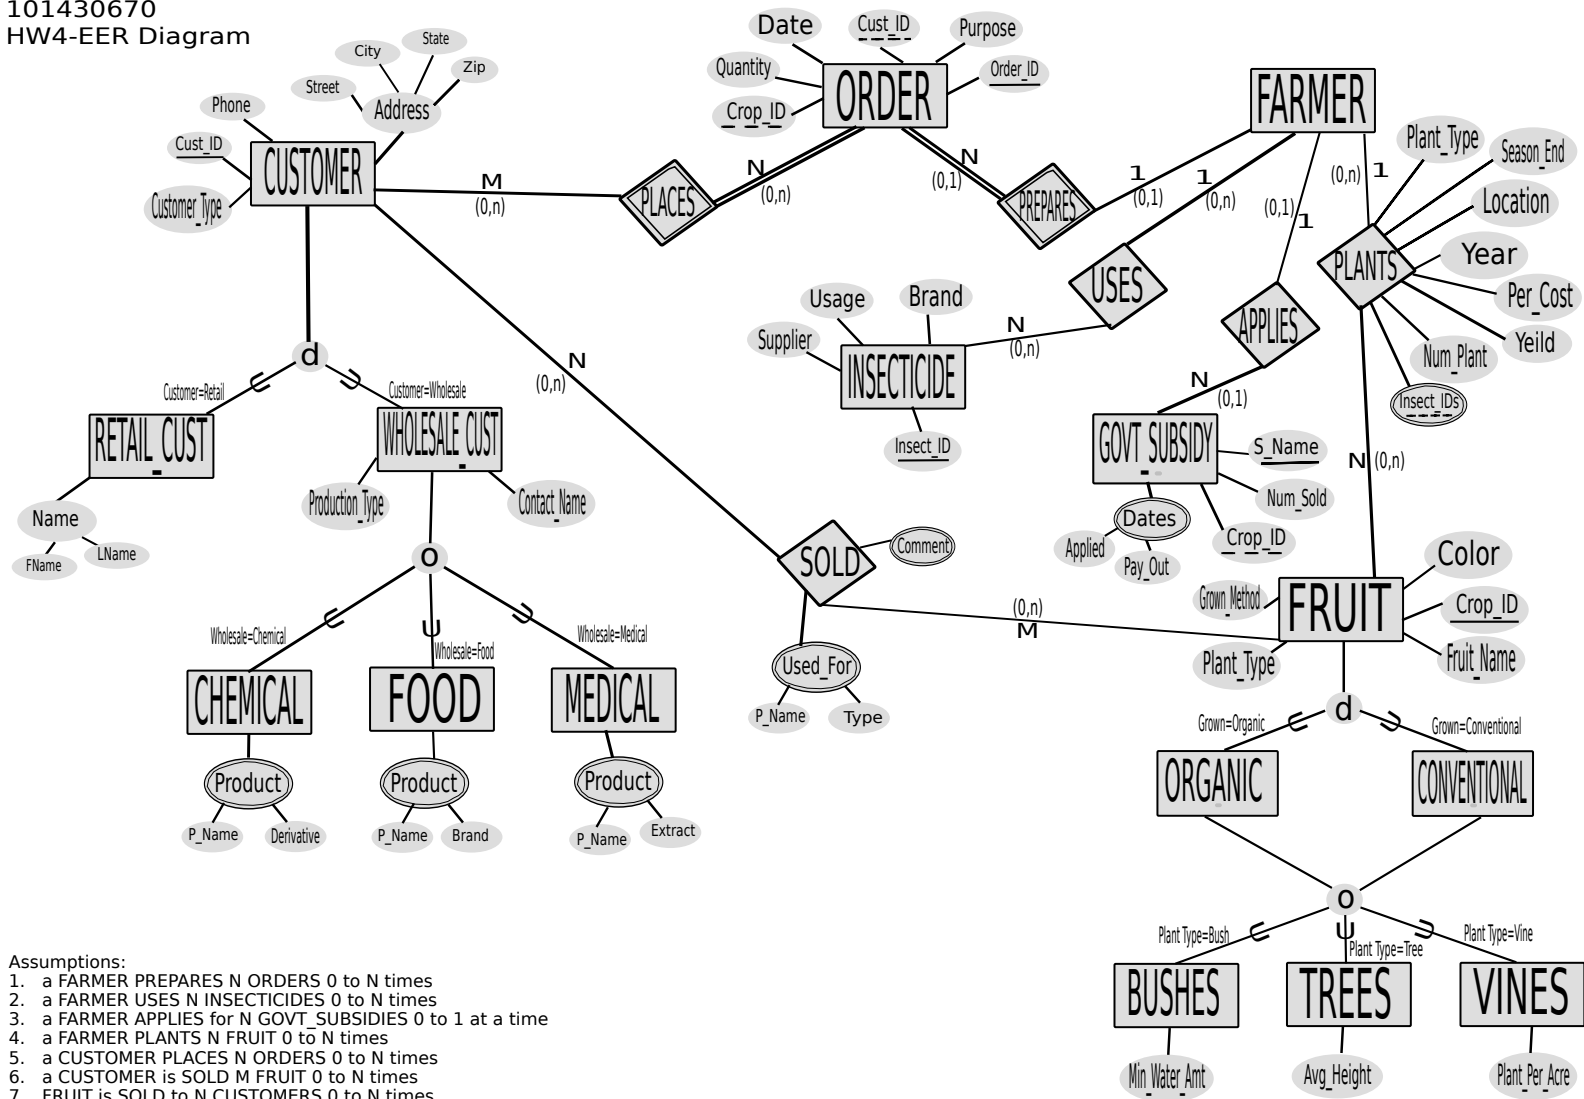 101430670
HW4-EER Diagram
Date
Cust_ID
Purpose
Quantity
Order_ID
Crop_ID
ORDER
FARMER
City
State
Street
Zip
Address
Phone
Cust_ID
Customer_Type
CUSTOMER
M
(0,n)
PLACES
N
(0,n)
N
(0,1)
PREPARES
1
(0,1)
1
(0,n)
(0,1)
1
(0,n)
1
Plant_Type
Season_End
Location
Year
Per_Cost
Yeild
Num_Plant
Insect_IDs
PLANTS
USES
APPLIES
Usage
Brand
Supplier
INSECTICIDE
N
(0,n)
Insect_ID
N
(0,1)
GOVT_SUBSIDY
S_Name
Num_Sold
Crop_ID
Dates
Applied
Pay_Out
N
(0,n)
d
Customer=Retail
U
U
Customer=Wholesale
RETAIL_CUST
WHOLESALE_CUST
Name
FName
LName
Production_Type
Contact_Name
N
(0,n)
SOLD
Comment
Used_For
P_Name
Type
(0,n)
M
o
U
U
U
Wholesale=Chemical
Wholesale=Food
Wholesale=Medical
CHEMICAL
FOOD
MEDICAL
Product
Product
Product
P_Name
Derivative
P_Name
Brand
P_Name
Extract
FRUIT
Color
Grown_Method
Crop_ID
Plant_Type
Fruit_Name
d
U
U
Grown=Organic
Grown=Conventional
ORGANIC
CONVENTIONAL
o
U
U
U
Plant Type=Bush
Plant Type=Tree
Plant Type=Vine
BUSHES
TREES
VINES
Min_Water_Amt
Avg_Height
Plant_Per_Acre
Assumptions:
1. a FARMER PREPARES N ORDERS 0 to N times
2. a FARMER USES N INSECTICIDES 0 to N times
3. a FARMER APPLIES for N GOVT_SUBSIDIES 0 to 1 at a time
4. a FARMER PLANTS N FRUIT 0 to N times
5. a CUSTOMER PLACES N ORDERS 0 to N times
6. a CUSTOMER is SOLD M FRUIT 0 to N times
7. FRUIT is SOLD to N CUSTOMERS 0 to N times